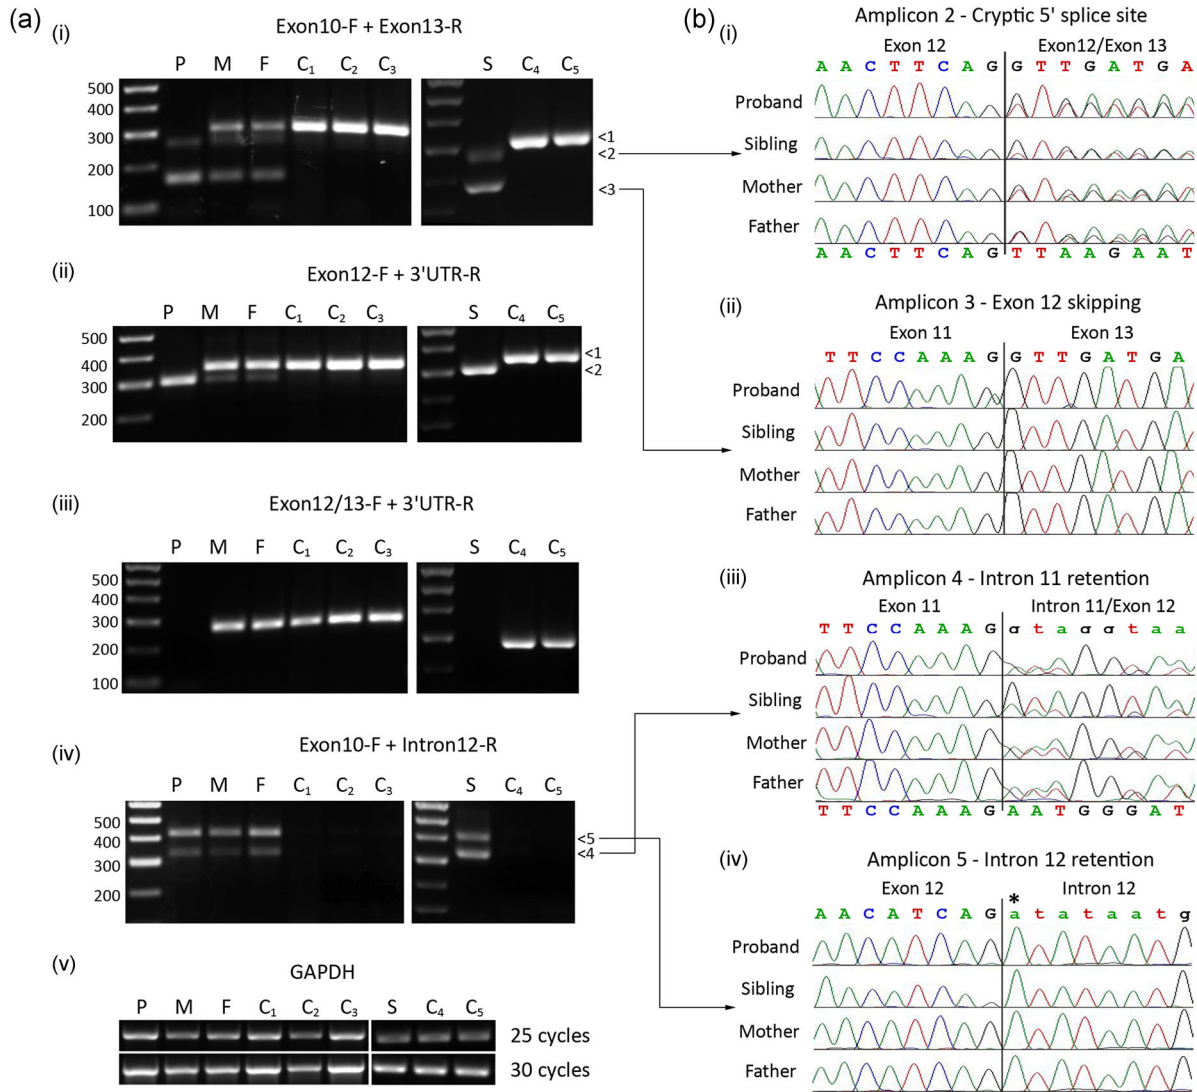 (a)
(i)
Exon10-F + Exon13-R
P M F C1 C2 C3 S C4 C5
500
400
300
200
100
<1
<2
<3
(ii)
Exon12-F + 3'UTR-R
P M F C1 C2 C3 S C4 C5
500
400
300
200
<1
<2
(iii)
Exon12/13-F + 3'UTR-R
P M F C1 C2 C3 S C4 C5
500
400
300
200
100
(iv)
Exon10-F + Intron12-R
P M F C1 C2 C3 S C4 C5
500
400
300
200
<5
<4
(v)
GAPDH
P M F C1 C2 C3 S C4 C5
25 cycles
30 cycles
(b)
(i)
Amplicon 2 - Cryptic 5' splice site
Exon 12 Exon12/Exon 13
A A C T T C A G G T T G A T G A
Proband
Sibling
Mother
Father
A A C T T C A G T T A A G A A T
(ii)
Amplicon 3 - Exon 12 skipping
Exon 11 Exon 13
T T C C A A A G G T T G A T G A
Proband
Sibling
Mother
Father
(iii)
Amplicon 4 - Intron 11 retention
Exon 11 Intron 11/Exon 12
T T C C A A A G g t a g g t a a
Proband
Sibling
Mother
Father
T T C C A A A G A A T G G G A T
(iv)
Amplicon 5 - Intron 12 retention
Exon 12 Intron 12
*
A A C A T C A G a t a t a a t g
Proband
Sibling
Mother
Father